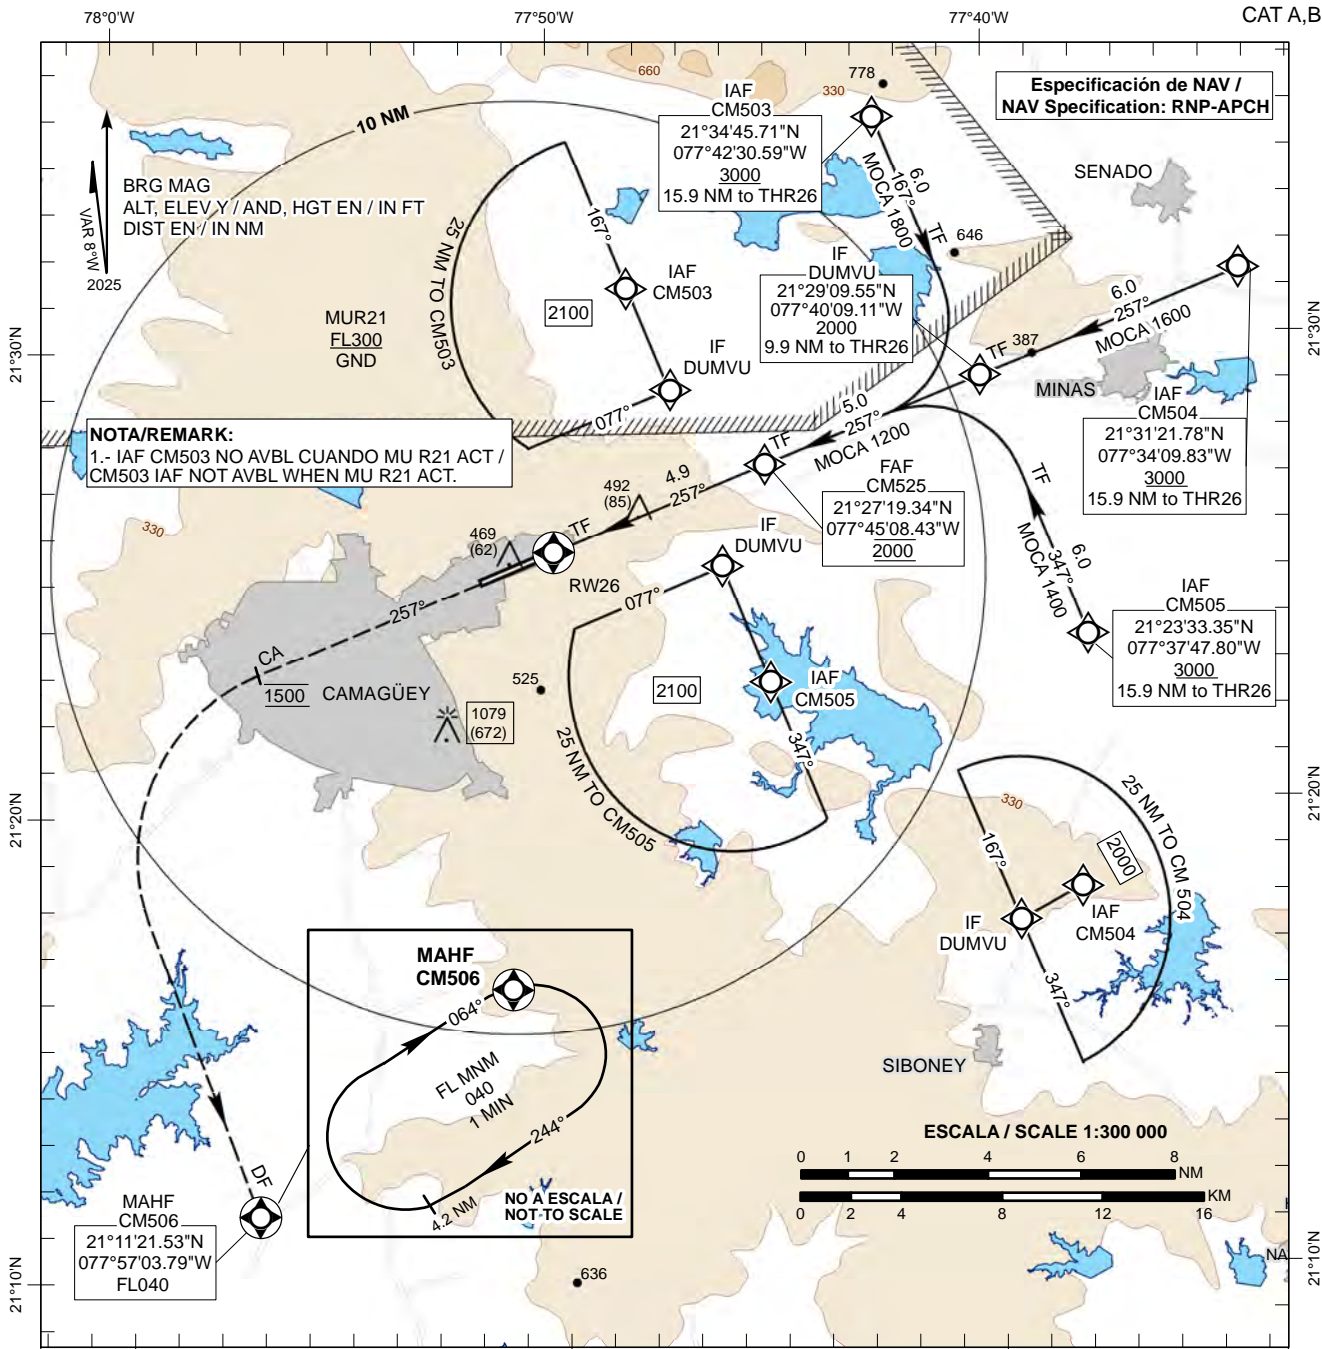 78°0'W
77°50'W
77°40'W
CAT A,B
660
330
778
IAF
CM503
21°34'45.71"N
077°42'30.59"W
3000
15.9 NM to THR26
Especificación de NAV /
NAV Specification: RNP-APCH
10 NM
BRG MAG
ALT, ELEV Y / AND, HGT EN / IN FT
DIST EN / IN NM
VAR 8°W
2025
SENADO
6.0
167°
MOCA 1800
TF
646
25 NM TO CM503
167°
IAF
CM503
2100
IF
DUMVU
077°
IF
DUMVU
21°29'09.55"N
077°40'09.11"W
2000
9.9 NM to THR26
6.0
257°
MOCA 1600
TF
387
MINAS
21°30'N
21°30'N
MUR21
FL300
GND
IAF
CM504
21°31'21.78"N
077°34'09.83"W
3000
15.9 NM to THR26
NOTA/REMARK:
1.- IAF CM503 NO AVBL CUANDO MU R21 ACT /
CM503 IAF NOT AVBL WHEN MU R21 ACT.
5.0
257°
MOCA 1200
TF
FAF
CM525
21°27'19.34"N
077°45'08.43"W
2000
4.9
257°
TF
492
(85)
469
(62)
RW26
330
TF
6.0
347°
MOCA 1400
IAF
CM505
21°23'33.35"N
077°37'47.80"W
3000
15.9 NM to THR26
IF
DUMVU
077°
257°
CA
1500
CAMAGÜEY
525
1079
(672)
2100
IAF
CM505
347°
25 NM TO CM505
21°20'N
21°20'N
330
25 NM TO CM 504
2000
167°
IAF
CM504
IF
DUMVU
347°
SIBONEY
MAHF
CM506
064°
FL MNM
040
1 MIN
244°
4.2 NM
NO A ESCALA /
NOT TO SCALE
DF
MAHF
CM506
21°11'21.53"N
077°57'03.79"W
FL040
ESCALA / SCALE 1:300 000
0 1 2 4 6 8
NM
KM
0 2 4 8 12 16
636
NA
21°10'N
21°10'N